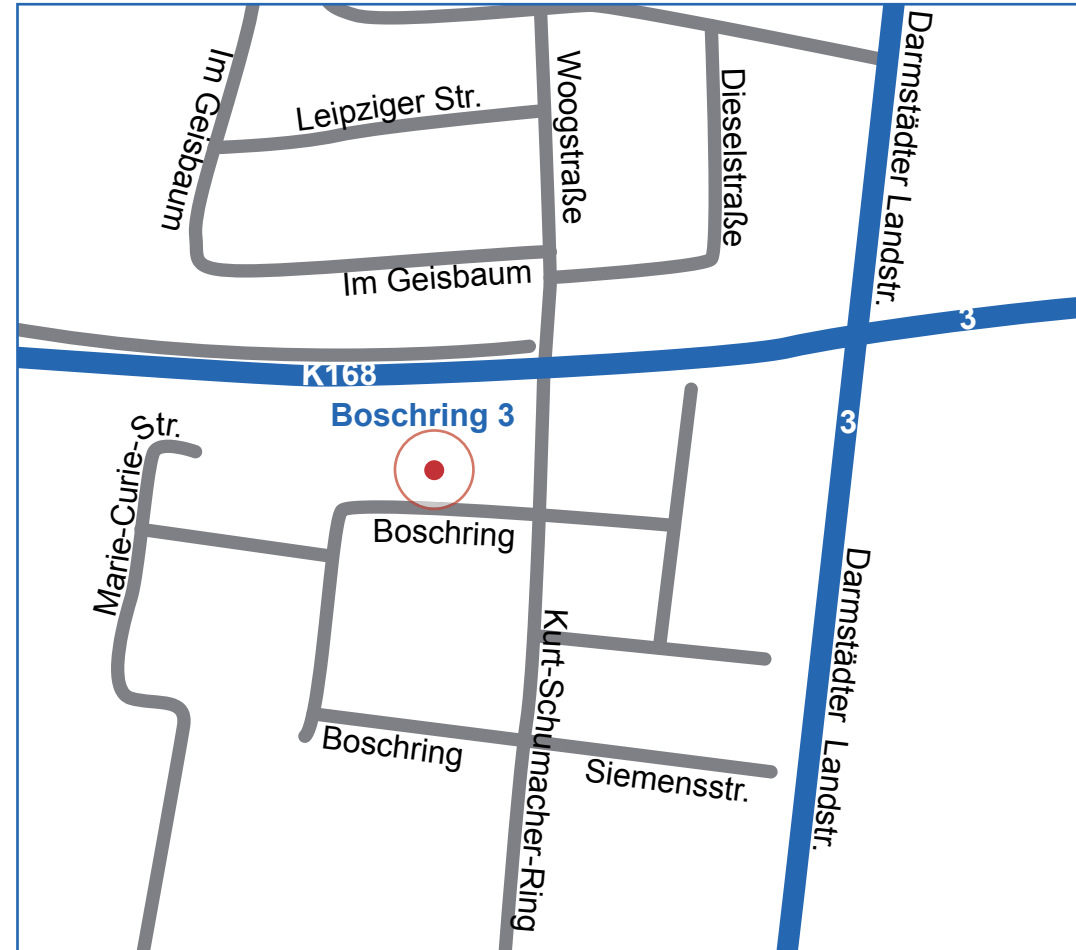 Im Geisbaum
Leipziger Str.
Woogstraße
Dieselstraße
Darmstädter Landstr.
Im Geisbaum
3
K168
Boschring 3
3
Marie-Curie-Str.
Boschring
Darmstädter Landstr.
Kurt-Schumacher-Ring
Boschring
Siemensstr.